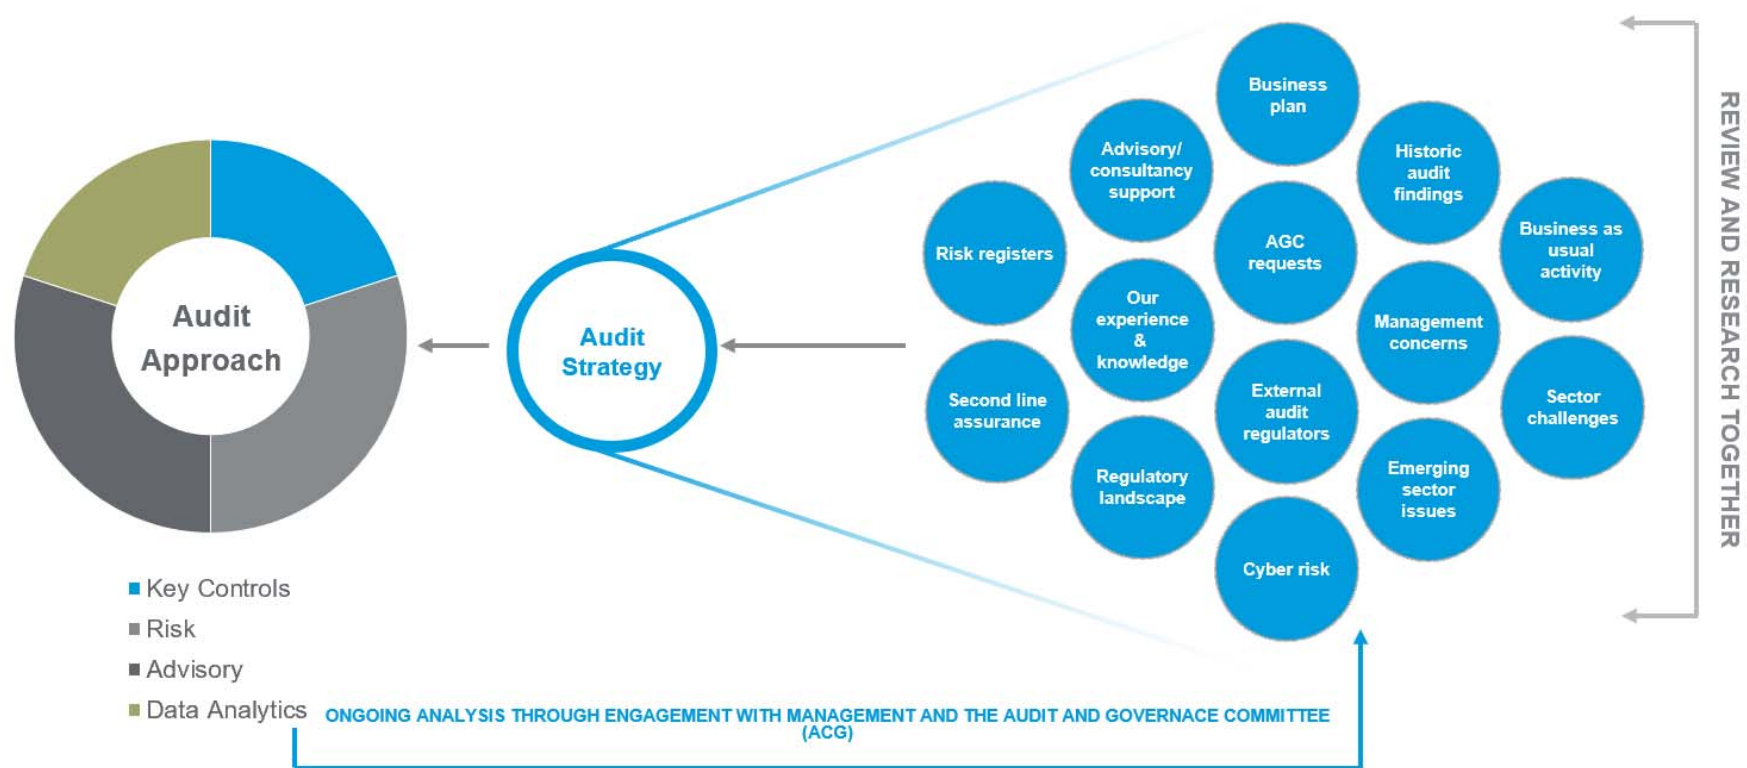 Audit
Approach
Key Controls
Risk
Advisory
Data Analytics
Audit
Strategy
Business
plan
Advisory/
consultancy
support
Historic
audit
findings
Risk registers
AGC
requests
Business as
usual
activity
Our
experience
&
knowledge
Management
concerns
Second line
assurance
External
audit
regulators
Sector
challenges
Regulatory
landscape
Emerging
sector
issues
Cyber risk
REVIEW AND RESEARCH TOGETHER
ONGOING ANALYSIS THROUGH ENGAGEMENT WITH MANAGEMENT AND THE AUDIT AND GOVERNACE COMMITTEE
(ACG)